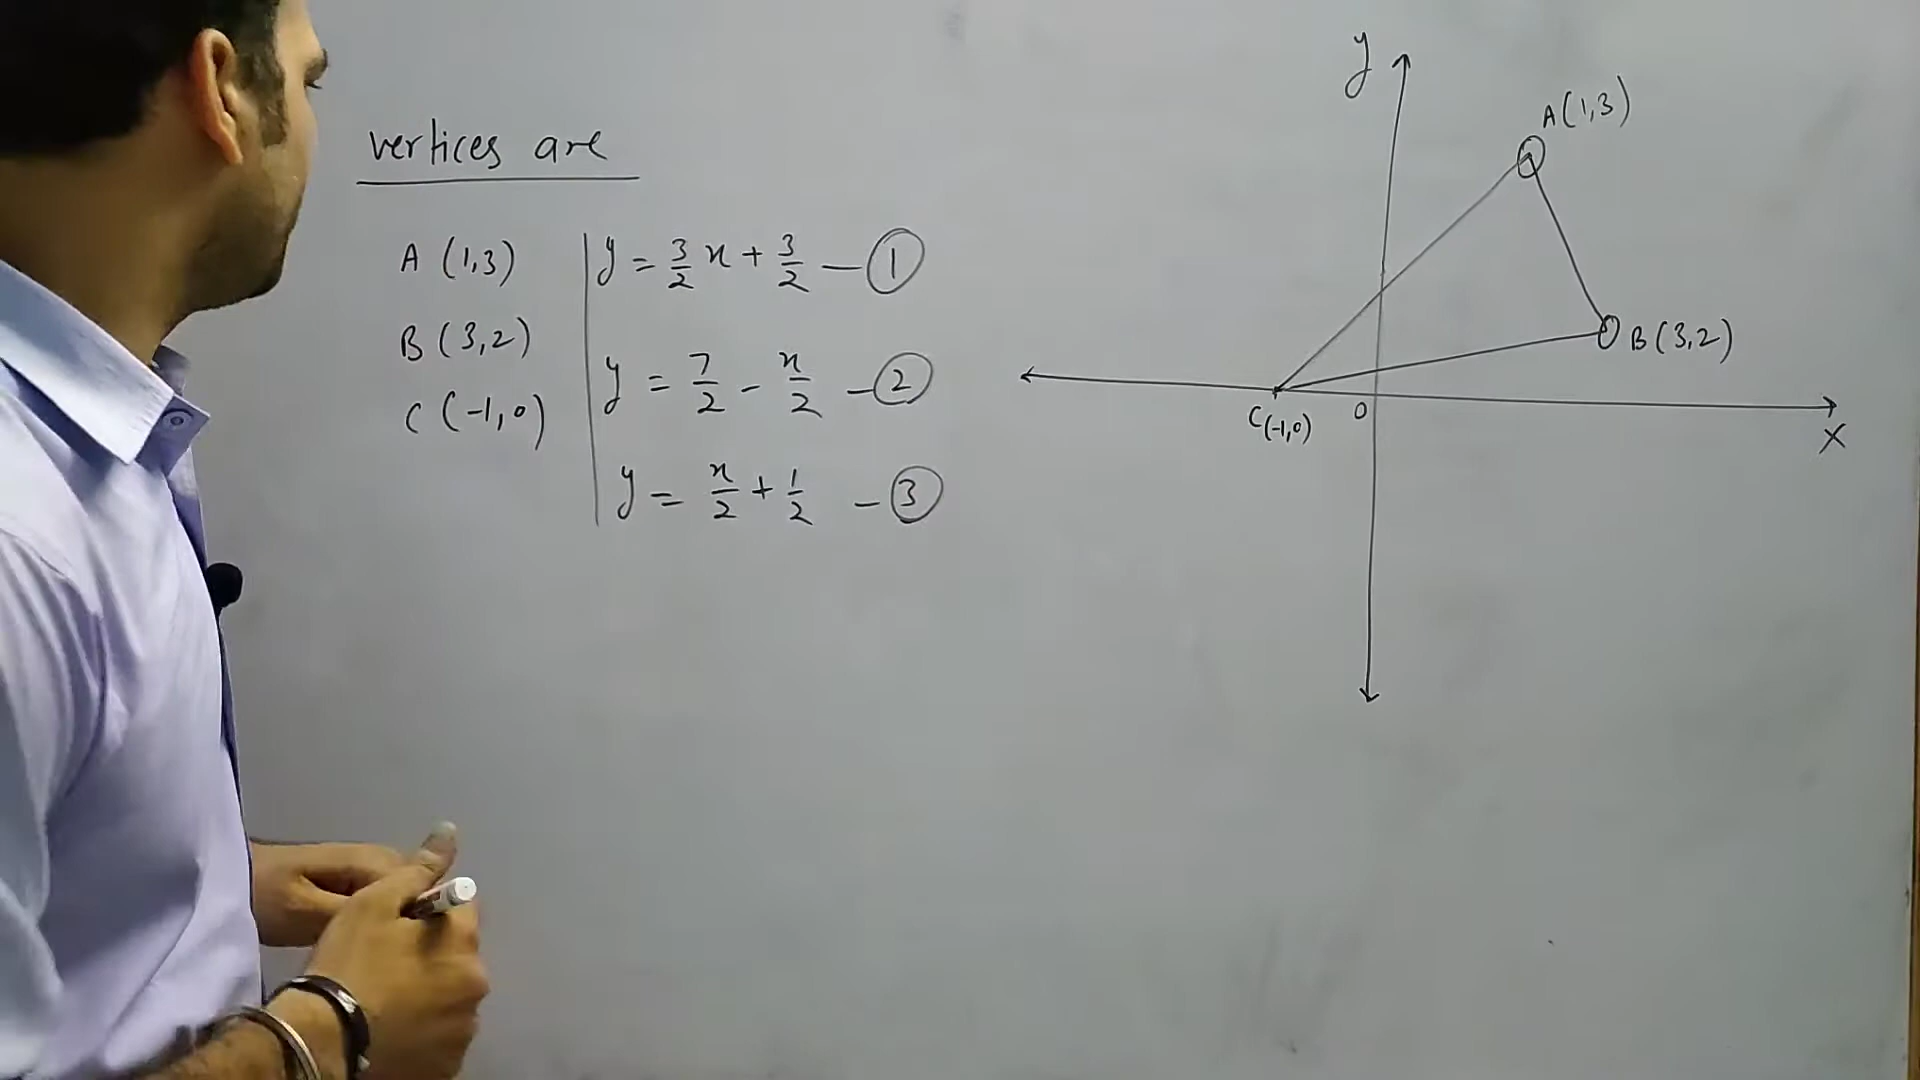 vertices are
A (1,3)
B (3,2)
C (-1,0)
y = 3/2 x + 3/2 — ①
y = 7/2 - x/2 — ②
y = x/2 + 1/2 — ③
y
A(1,3)
B(3,2)
C(-1,0)
O
X